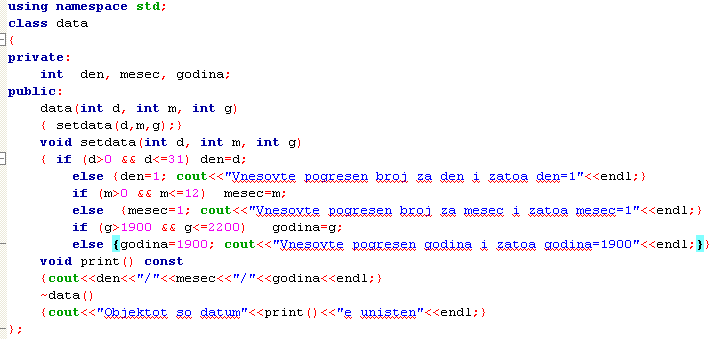 using namespace std;
class data
{
private:
int den, mesec, godina;
public:
data(int d, int m, int g)
{ setdata(d,m,g);}
void setdata(int d, int m, int g)
{ if (d>0 && d<=31) den=d;
else {den=1; cout<<"Vnesovte pogresen broj za den i zatoa den=1"<<endl;}
if (m>0 && m<=12) mesec=m;
else {mesec=1; cout<<"Vnesovte pogresen broj za mesec i zatoa mesec=1"<<endl;}
if (g>1900 && g<=2200) godina=g;
else {godina=1900; cout<<"Vnesovte pogresen godina i zatoa godina=1900"<<endl;}}
void print() const
{cout<<den<<"/"<<mesec<<"/"<<godina<<endl;}
~data()
{cout<<"Objektot so datum"<<print()<<"e unisten"<<endl;}
};